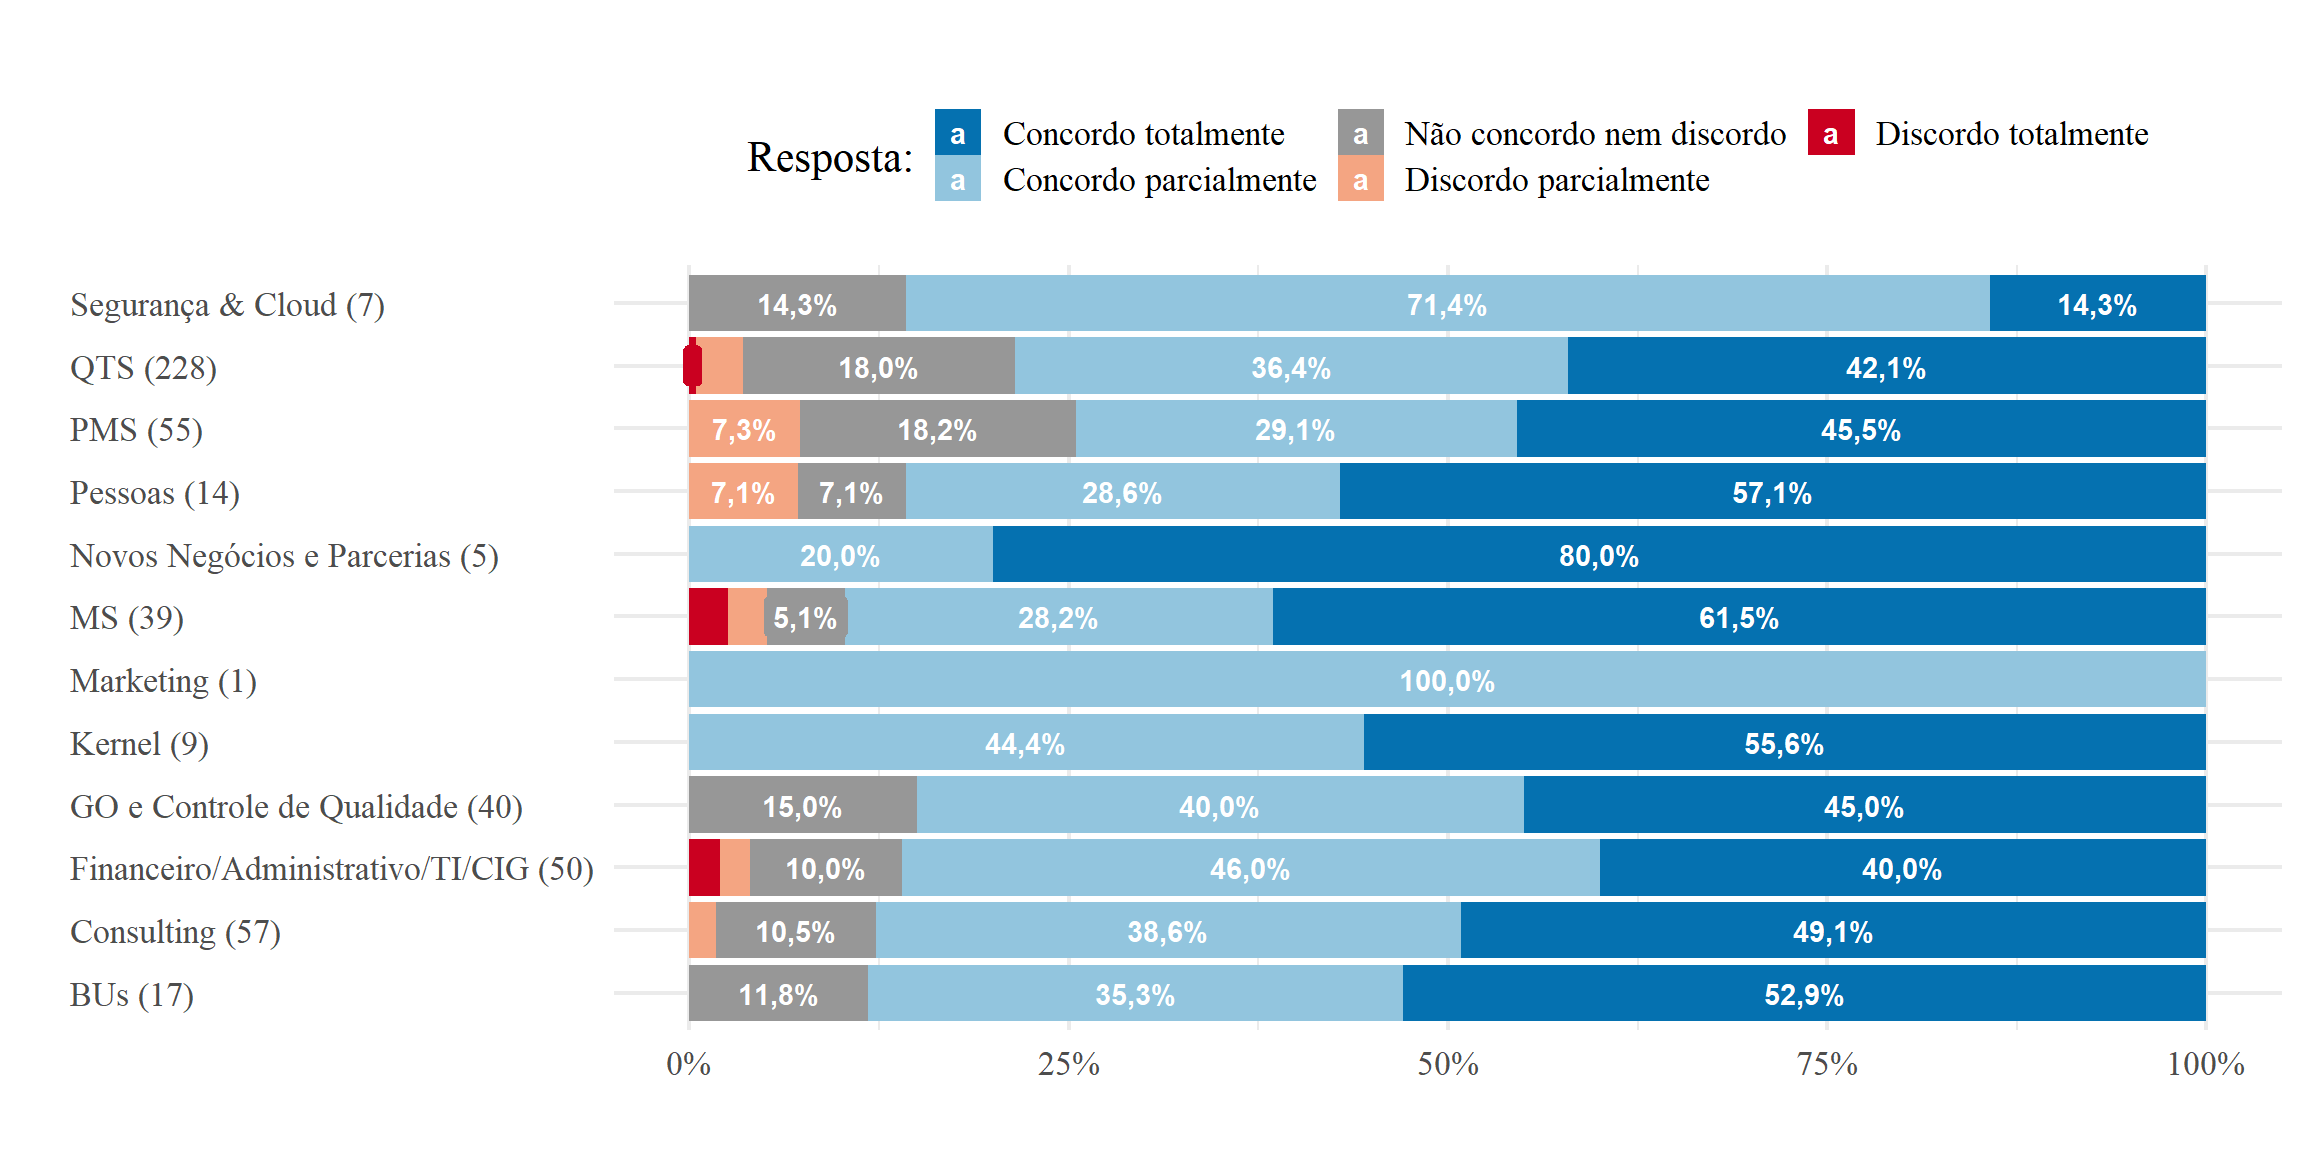 Resposta:
a Concordo totalmente
a Concordo parcialmente
a Não concordo nem discordo
a Discordo parcialmente
a Discordo totalmente
Segurança & Cloud (7) 14,3% 71,4% 14,3%
QTS (228) 18,0% 36,4% 42,1%
PMS (55) 7,3% 18,2% 29,1% 45,5%
Pessoas (14) 7,1% 7,1% 28,6% 57,1%
Novos Negócios e Parcerias (5) 20,0% 80,0%
MS (39) 5,1% 28,2% 61,5%
Marketing (1) 100,0%
Kernel (9) 44,4% 55,6%
GO e Controle de Qualidade (40) 15,0% 40,0% 45,0%
Financeiro/Administrativo/TI/CIG (50) 10,0% 46,0% 40,0%
Consulting (57) 10,5% 38,6% 49,1%
BUs (17) 11,8% 35,3% 52,9%
0% 25% 50% 75% 100%